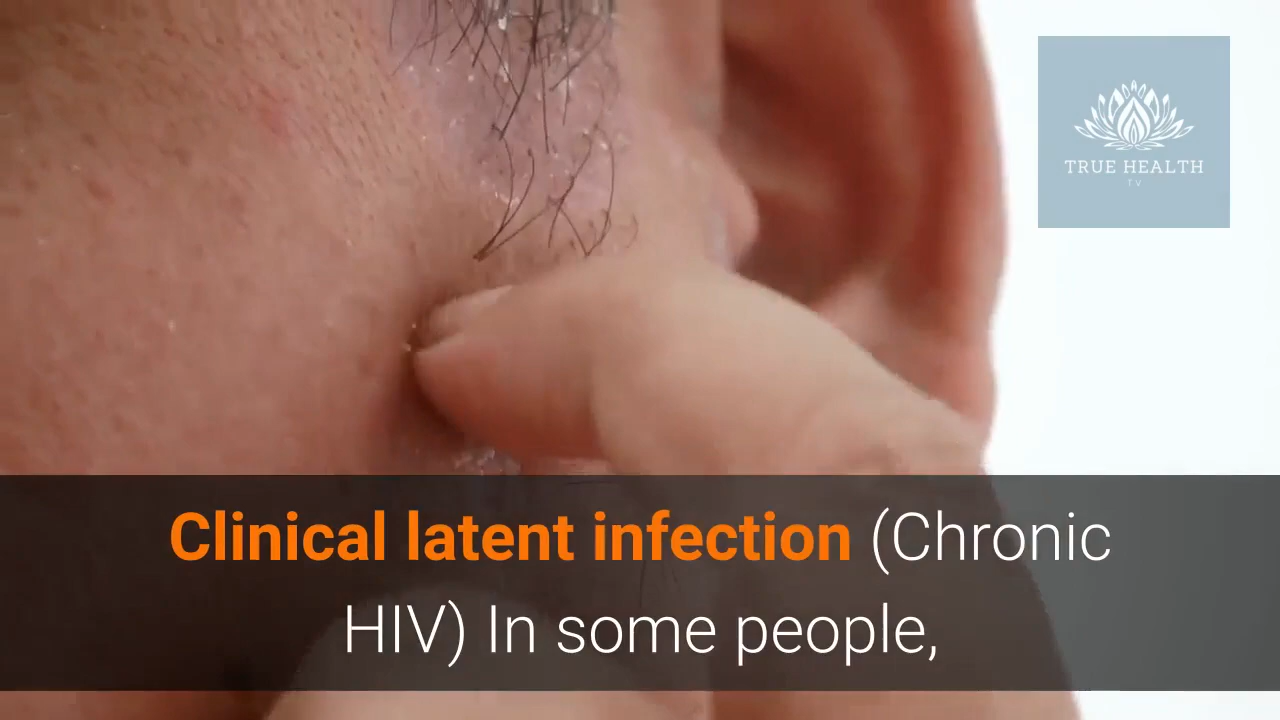 TRUE HEALTH
TV
Clinical latent infection (Chronic
HIV) In some people,